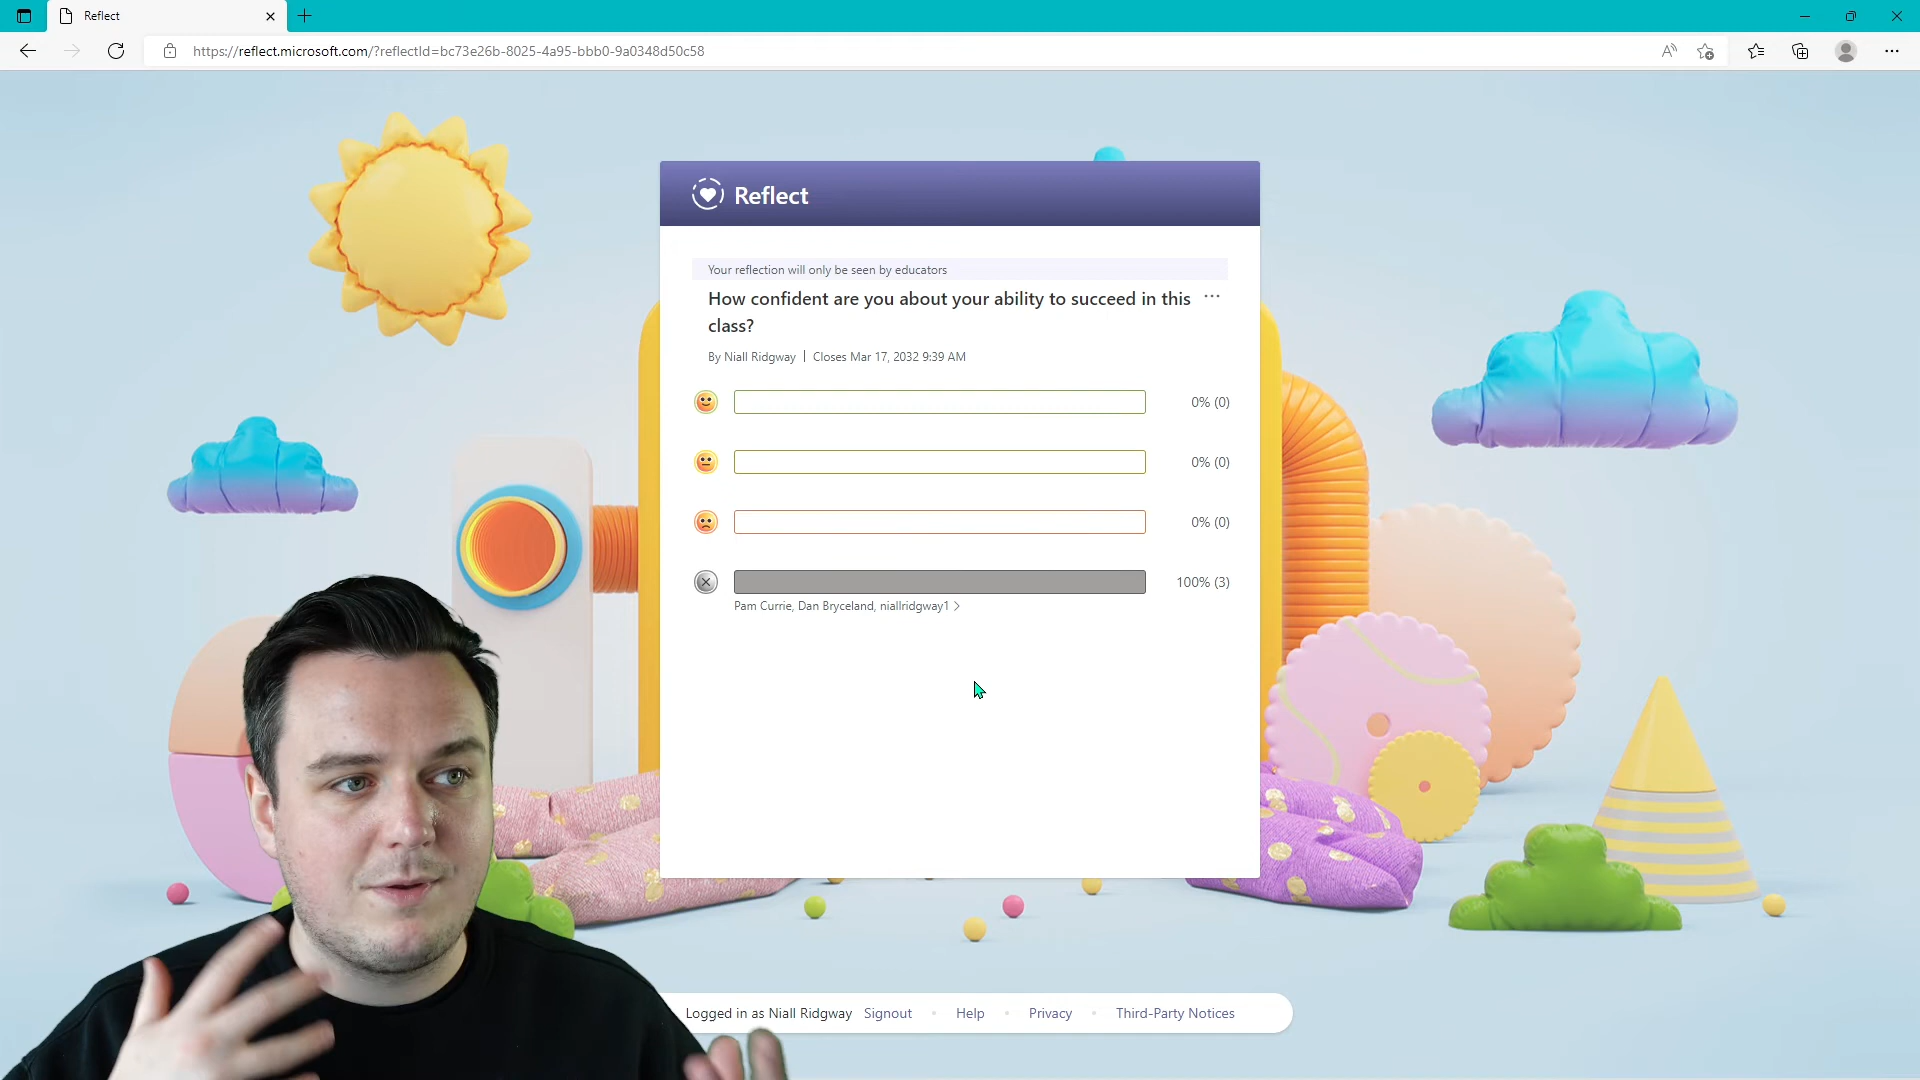 Reflect
https://reflect.microsoft.com/?reflectId=bc73e26b-8025-4a95-bbb0-9a0348d50c58
Reflect
Your reflection will only be seen by educators
How confident are you about your ability to succeed in this
class?
By Niall Ridgway | Closes Mar 17, 2032 9:39 AM
0% (0)
0% (0)
0% (0)
100% (3)
Pam Currie, Dan Bryceland, niallridgway1 >
Logged in as Niall Ridgway Signout • Help • Privacy • Third-Party Notices